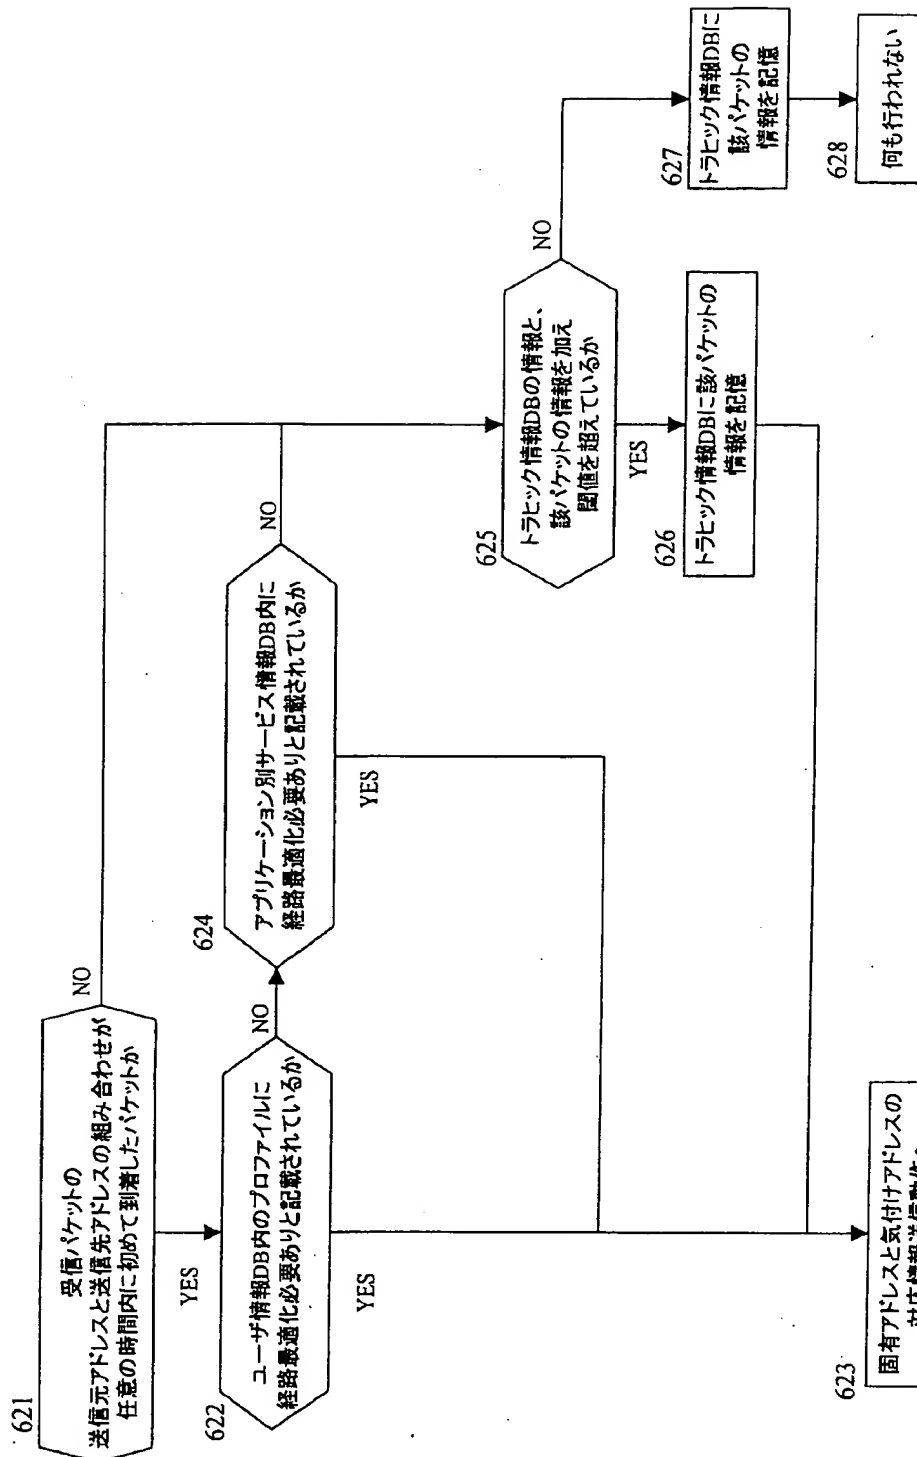 621
受信パケットの
送信元アドレスと送信先アドレスの組み合わせが
任意の時間内に初めて到着したパケットか
NO
YES
622
ユーザ情報DB内のプロファイルに
経路最適化必要ありと記載されているか
NO
YES
624
アプリケーション別サービス情報DB内に
経路最適化必要ありと記載されているか
NO
YES
625
トラヒック情報DBの情報と、
該パケットの情報を加え
閾値を超えているか
NO
YES
626
トラヒック情報DBに該パケットの
情報を記憶
627
トラヒック情報DBに
該パケットの
情報を記憶
628
何も行われない
623
固有アドレスと気付けアドレスの